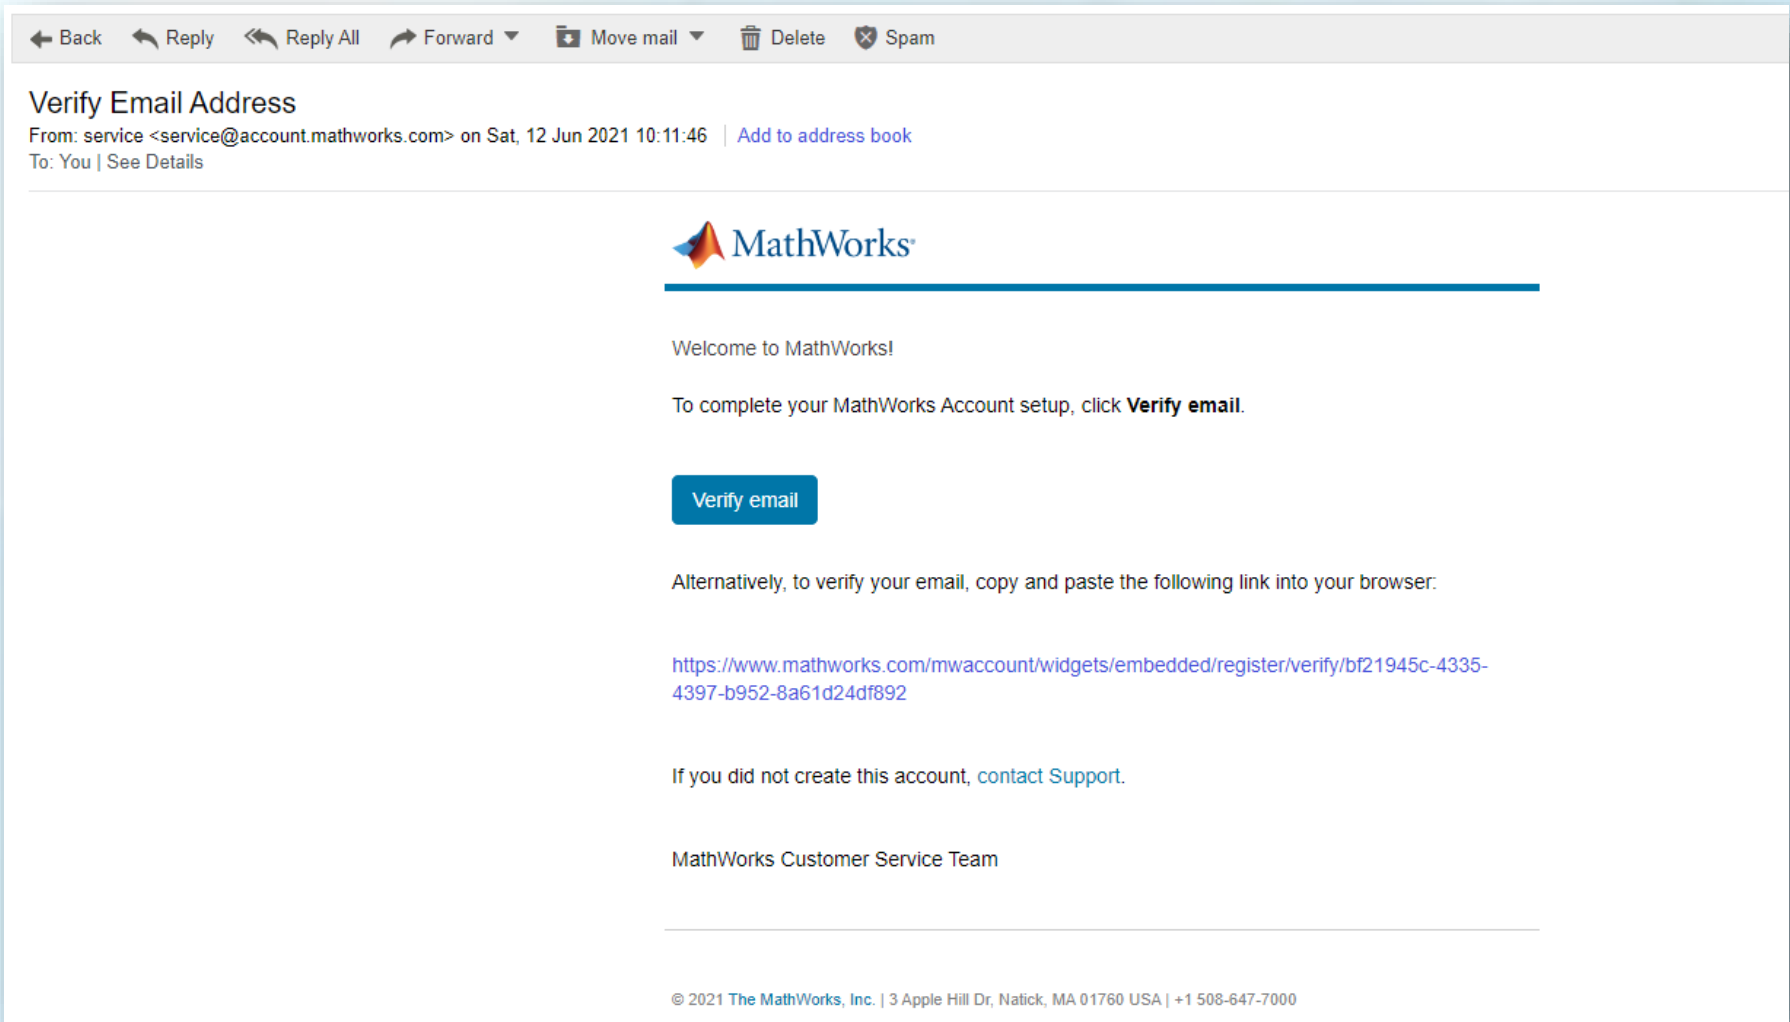 Back Reply Reply All Forward Move mail Delete Spam
Verify Email Address
From: service <service@account.mathworks.com> on Sat, 12 Jun 2021 10:11:46 Add to address book
To: You | See Details
MathWorks®
Welcome to MathWorks!
To complete your MathWorks Account setup, click Verify email.
Verify email
Alternatively, to verify your email, copy and paste the following link into your browser:
https://www.mathworks.com/mwaccount/widgets/embedded/register/verify/bf21945c-4335-
4397-b952-8a61d24df892
If you did not create this account, contact Support.
MathWorks Customer Service Team
© 2021 The MathWorks, Inc. | 3 Apple Hill Dr, Natick, MA 01760 USA | +1 508-647-7000